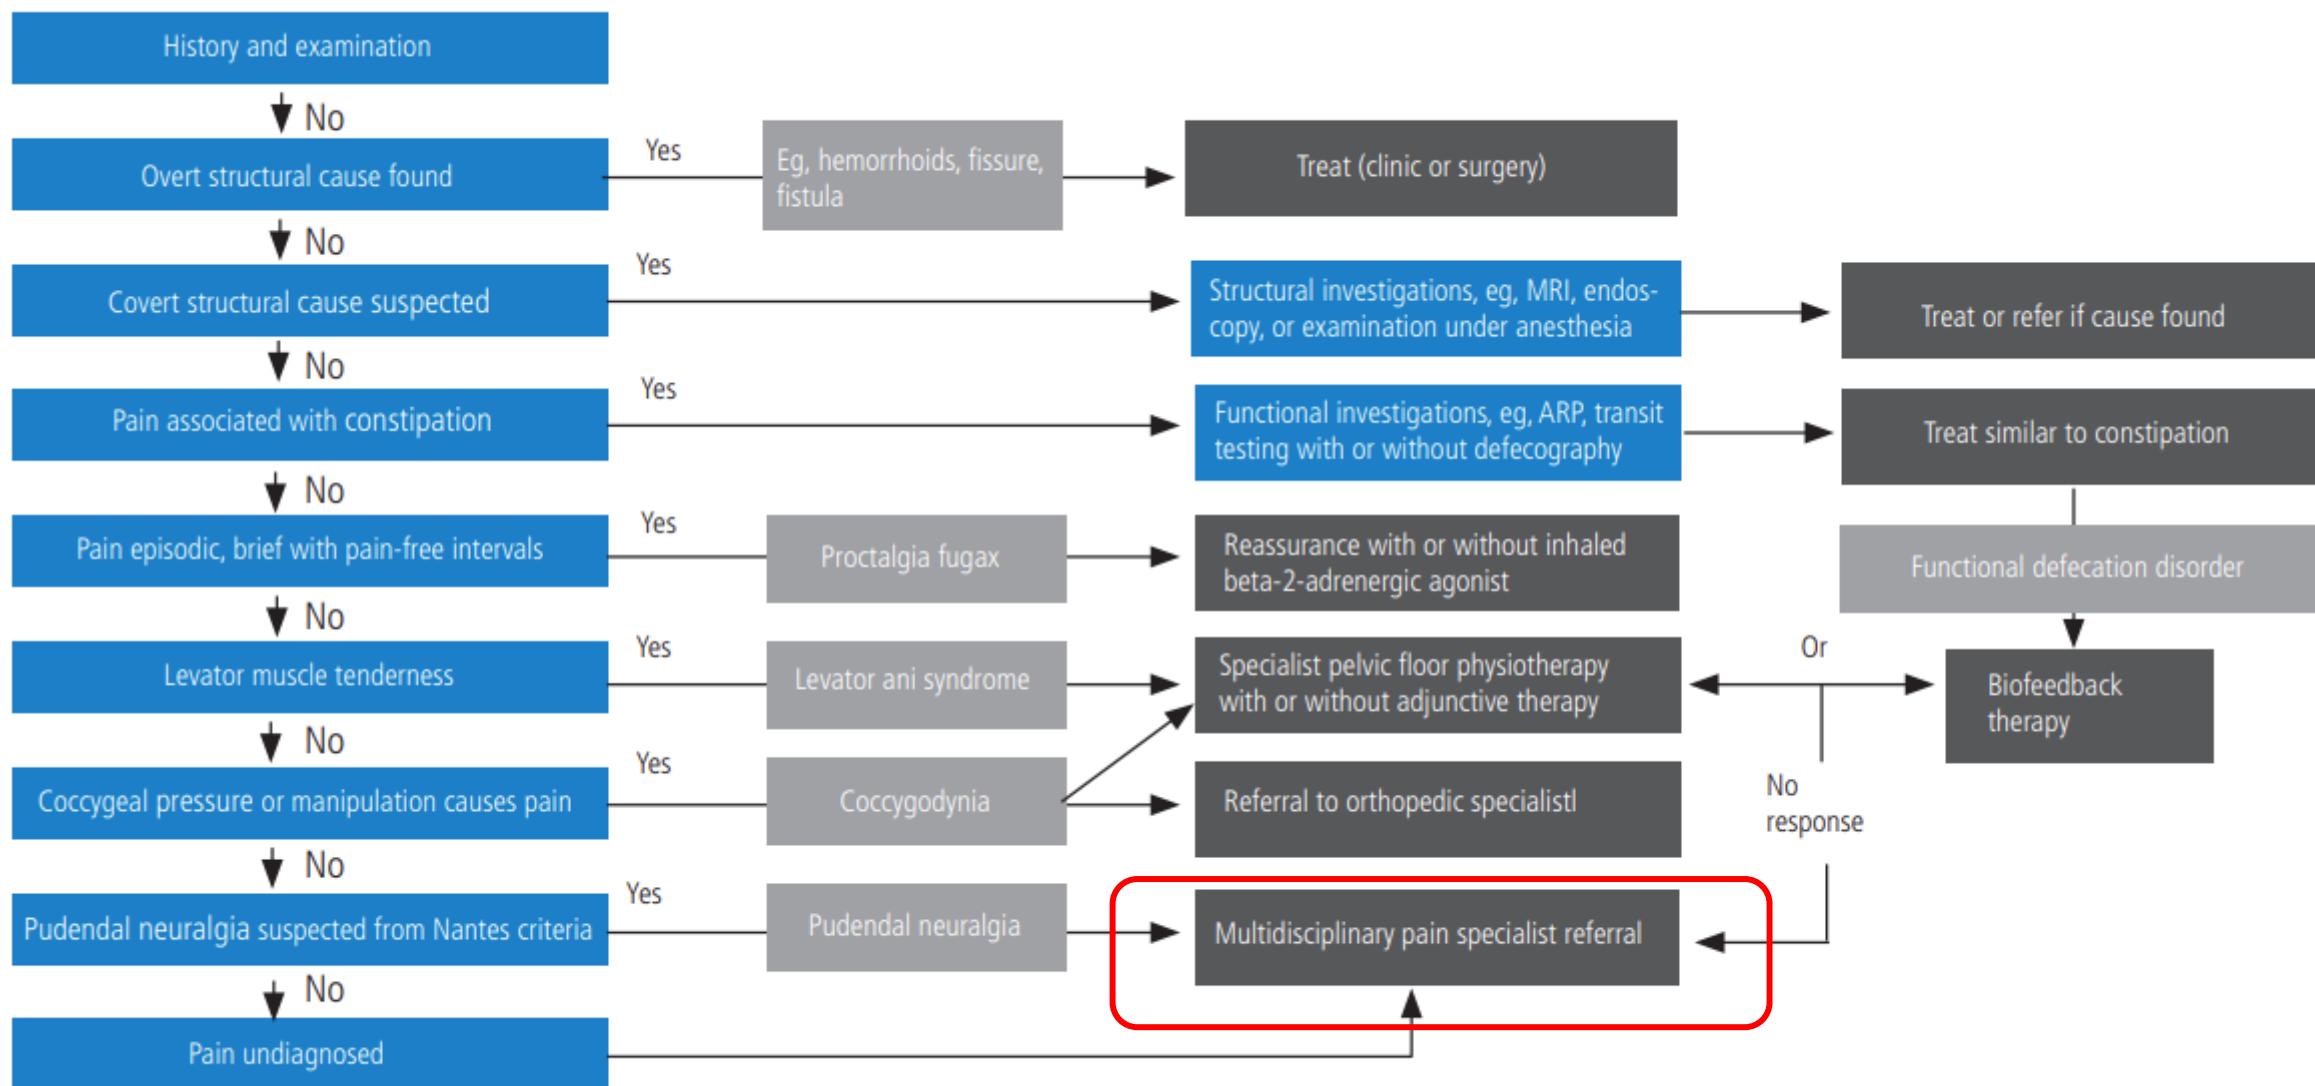 History and examination
No
Overt structural cause found
Yes
Eg, hemorrhoids, fissure,
fistula
Treat (clinic or surgery)
No
Covert structural cause suspected
Yes
Structural investigations, eg, MRI, endos-
copy, or examination under anesthesia
Treat or refer if cause found
No
Pain associated with constipation
Yes
Functional investigations, eg, ARP, transit
testing with or without defecography
Treat similar to constipation
No
Pain episodic, brief with pain-free intervals
Yes
Proctalgia fugax
Reassurance with or without inhaled
beta-2-adrenergic agonist
Functional defecation disorder
No
Levator muscle tenderness
Yes
Levator ani syndrome
Specialist pelvic floor physiotherapy
with or without adjunctive therapy
Or
Biofeedback
therapy
No
Coccygeal pressure or manipulation causes pain
Yes
Coccygodynia
Referral to orthopedic specialistl
No
response
No
Pudendal neuralgia suspected from Nantes criteria
Yes
Pudendal neuralgia
Multidisciplinary pain specialist referral
No
Pain undiagnosed